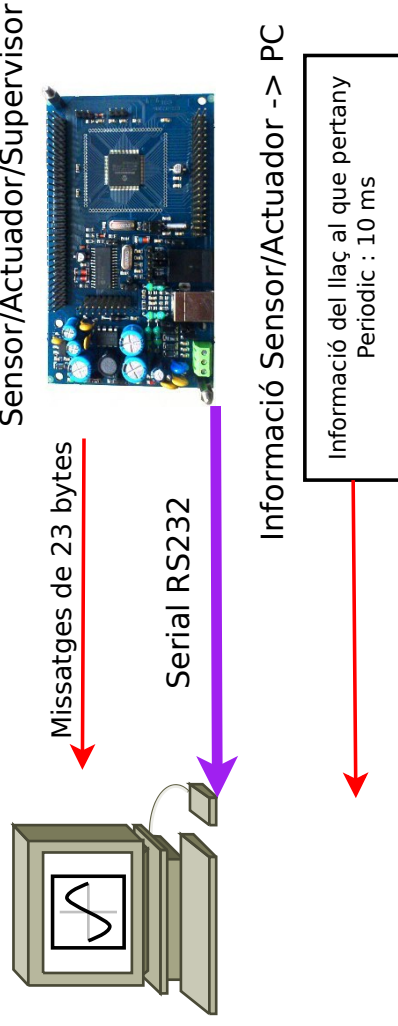 Sensor/Actuador/Supervisor
Missatges de 23 bytes
Serial RS232
Informació Sensor/Actuador -> PC
Informació del llaç al que pertany
Periodic : 10 ms